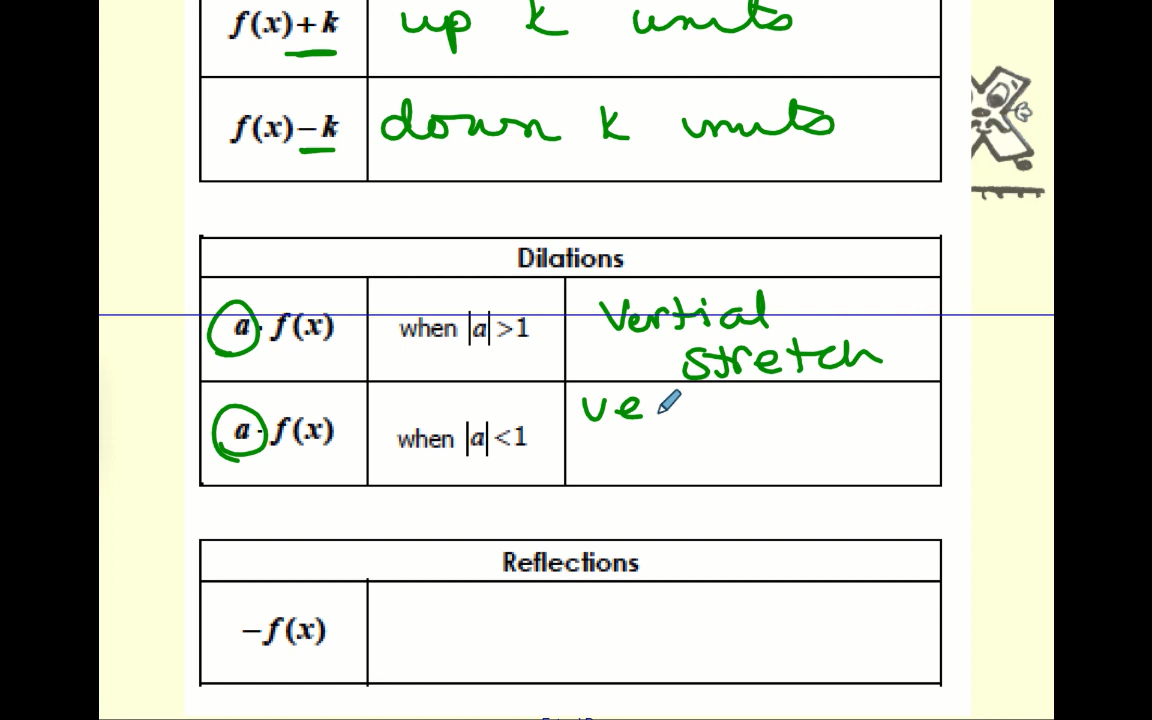 f(x)+k up k units
f(x)−k down k units
Dilations
a· f(x) when |a|>1 Vertial
stretch
a· f(x) when |a|<1 ve
Reflections
−f(x)